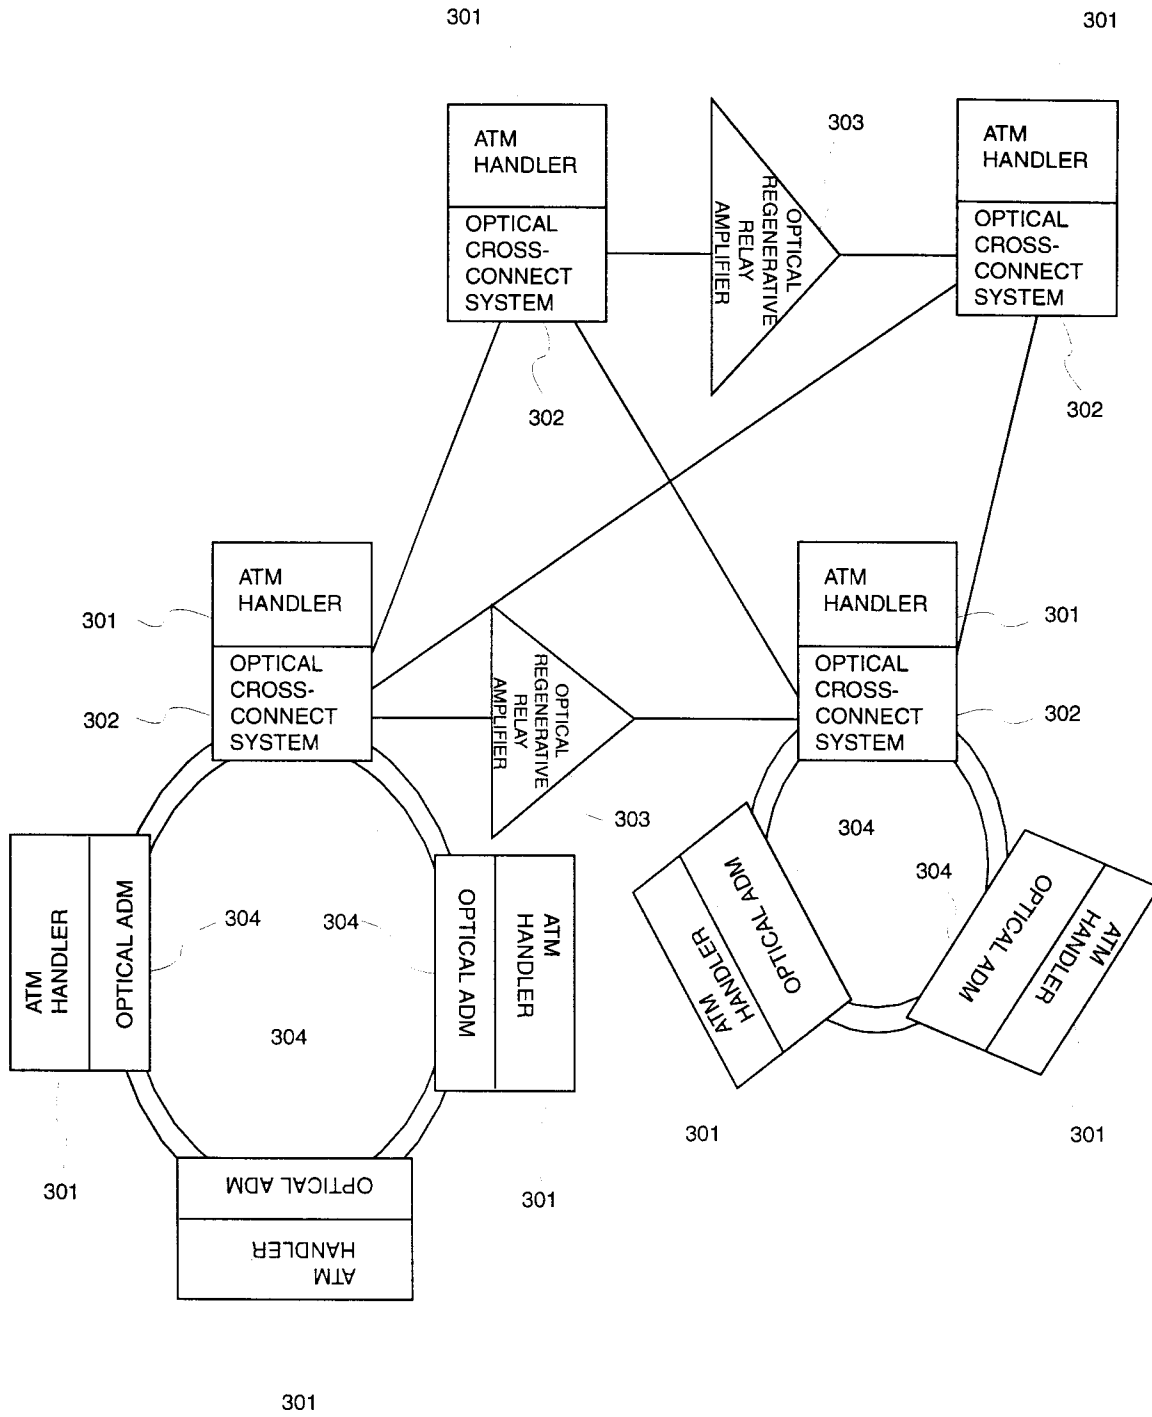 301
301
ATM
HANDLER
OPTICAL
CROSS-
CONNECT
SYSTEM
302
OPTICAL
REGENERATIVE
RELAY
AMPLIFIER
303
ATM
HANDLER
OPTICAL
CROSS-
CONNECT
SYSTEM
302
301
302
ATM
HANDLER
OPTICAL
CROSS-
CONNECT
SYSTEM
OPTICAL
REGENERATIVE
RELAY
AMPLIFIER
303
ATM
HANDLER
OPTICAL
CROSS-
CONNECT
SYSTEM
301
302
ATM
HANDLER
OPTICAL ADM
304
301
304
OPTICAL ADM
ATM
HANDLER
301
304
OPTICAL ADM
ATM
HANDLER
301
304
OPTICAL ADM
ATM
HANDLER
301
304
OPTICAL ADM
ATM
HANDLER
301